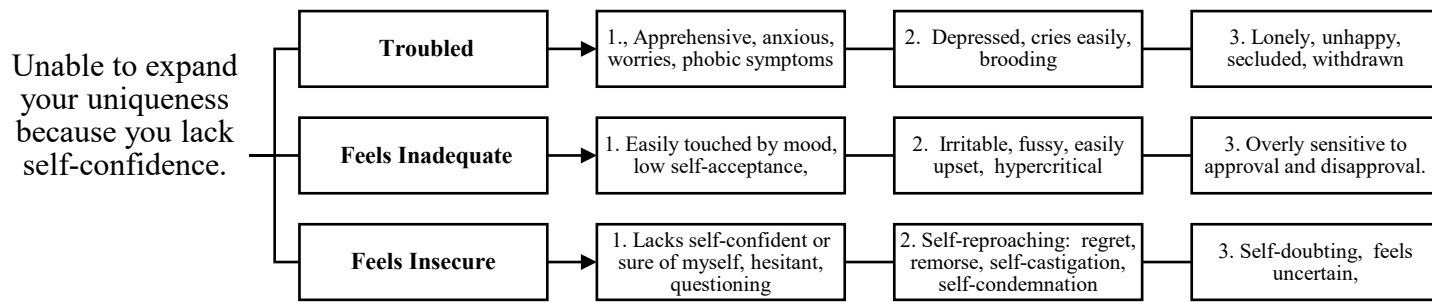 Unable to expand
your uniqueness
because you lack
self-confidence.
Troubled
1., Apprehensive, anxious,
worries, phobic symptoms
2. Depressed, cries easily,
brooding
3. Lonely, unhappy,
secluded, withdrawn
Feels Inadequate
1. Easily touched by mood,
low self-acceptance,
2. Irritable, fussy, easily
upset, hypercritical
3. Overly sensitive to
approval and disapproval.
Feels Insecure
1. Lacks self-confident or
sure of myself, hesitant,
questioning
2. Self-reproaching: regret,
remorse, self-castigation,
self-condemnation
3. Self-doubting, feels
uncertain,